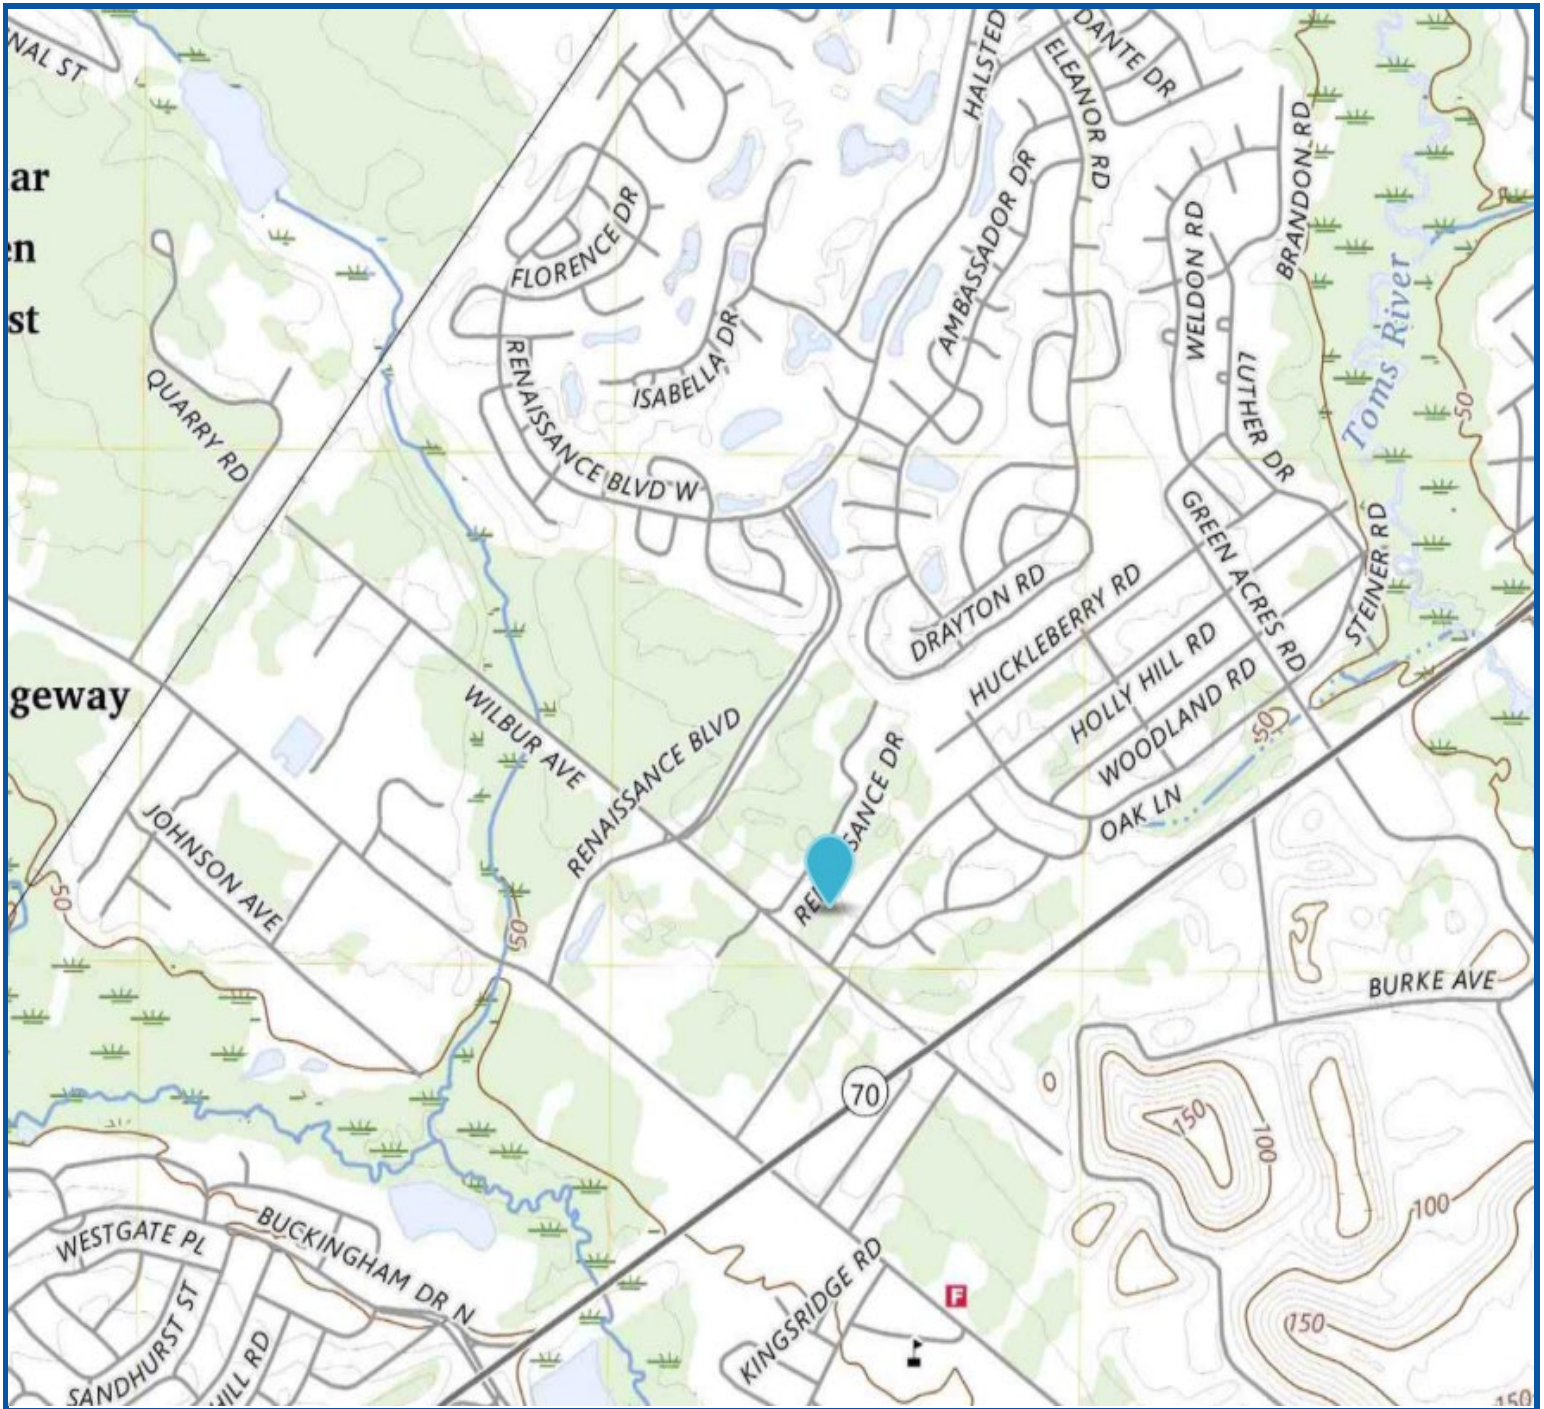 NAL ST
HALSTED
DANTE DR
ELEANOR RD
BRANDON RD
ar
en
st
FLORENCE DR
AMBASSADOR DR
WELDON RD
Toms River
QUARRY RD
RENAISSANCE BLVD W
ISABELLA DR
LUTHER DR
50
GREEN ACRES RD
STEINER RD
DRAYTON RD
HUCKLEBERRY RD
HOLLY HILL RD
WOODLAND RD
geway
WILBUR AVE
RENAISSANCE BLVD
SANCE DR
RE
50
OAK LN
JOHNSON AVE
50
50
BURKE AVE
70
150
100
100
WESTGATE PL
BUCKINGHAM DR N
KINGSRIDGE RD
F
150
SANDHURST ST
HILL RD
150